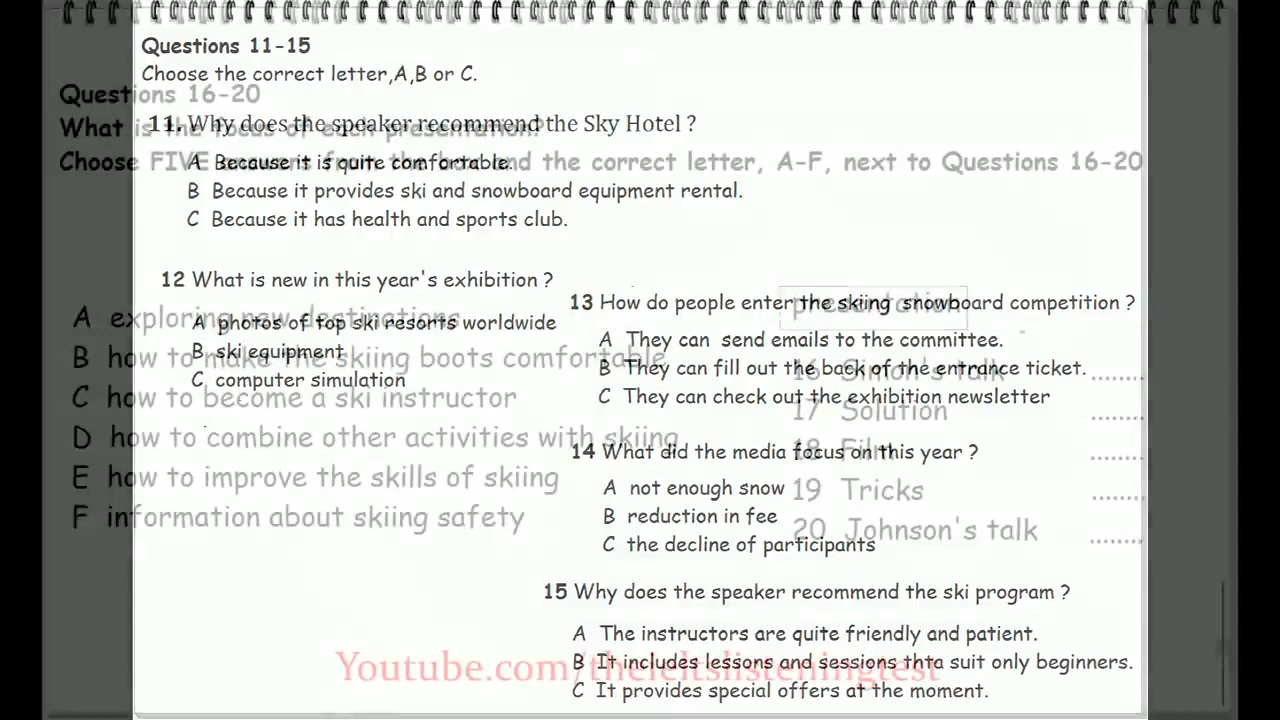 Questions 11-15
Choose the correct letter,A,B or C.
11. Why does the speaker recommend the Sky Hotel ?
A Because it is quite comfortable.
B Because it provides ski and snowboard equipment rental.
C Because it has health and sports club.
12 What is new in this year's exhibition ?
A photos of top ski resorts worldwide
B ski equipment
C computer simulation
13 How do people enter the skiing snowboard competition ?
A They can send emails to the committee.
B They can fill out the back of the entrance ticket.
C They can check out the exhibition newsletter
14 What did the media focus on this year ?
A not enough snow
B reduction in fee
C the decline of participants
15 Why does the speaker recommend the ski program ?
A The instructors are quite friendly and patient.
B It includes lessons and sessions thta suit only beginners.
C It provides special offers at the moment.
Questions 16-20
What is the focus of each presentation?
Choose FIVE answers from the box and the correct letter, A-F, next to Questions 16-20
A exploring new destinations
B how to make the skiing boots comfortable
C how to become a ski instructor
D how to combine other activities with skiing
E how to improve the skills of skiing
F information about skiing safety
presentation
16 Simon's talk ........
17 Solution ........
18 Film ........
19 Tricks ........
20 Johnson's talk ........
Youtube.com/theieltslisteningtest